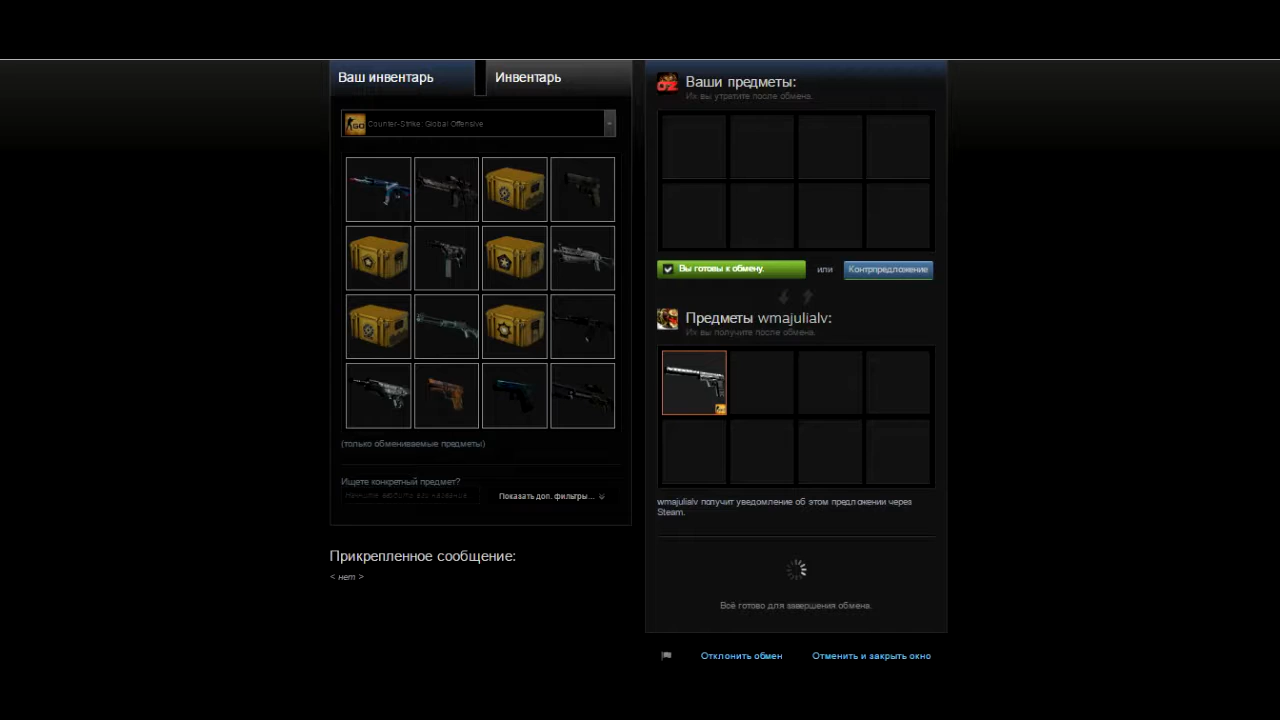 Ваш инвентарь
Инвентарь
Counter-Strike: Global Offensive
(только обмениваемые предметы)
Ищете конкретный предмет?
Показать доп. фильтры...
Прикрепленное сообщение:
< нет >
Ваши предметы:
Их вы утратите после обмена.
Вы готовы к обмену.
или
Контрпредложение
Предметы wmajulialv:
Их вы получите после обмена.
wmajulialv получит уведомление об этом предложении через
Steam.
Всё готово для завершения обмена.
Отклонить обмен
Отменить и закрыть окно